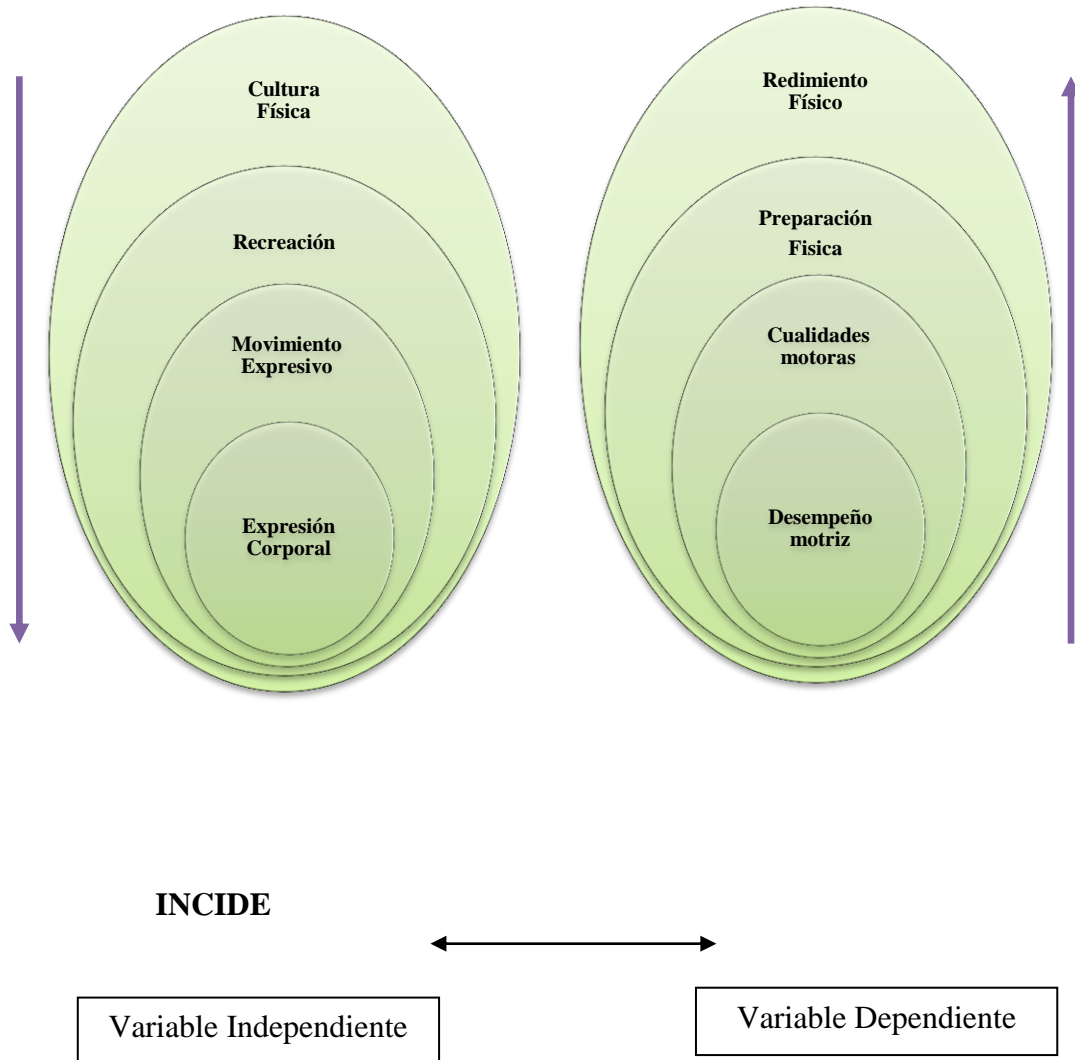 Cultura
Física
Recreación
Movimiento
Expresivo
Expresión
Corporal
Redimiento
Físico
Preparación
Fisica
Cualidades
motoras
Desempeño
motriz
INCIDE
Variable Independiente
Variable Dependiente